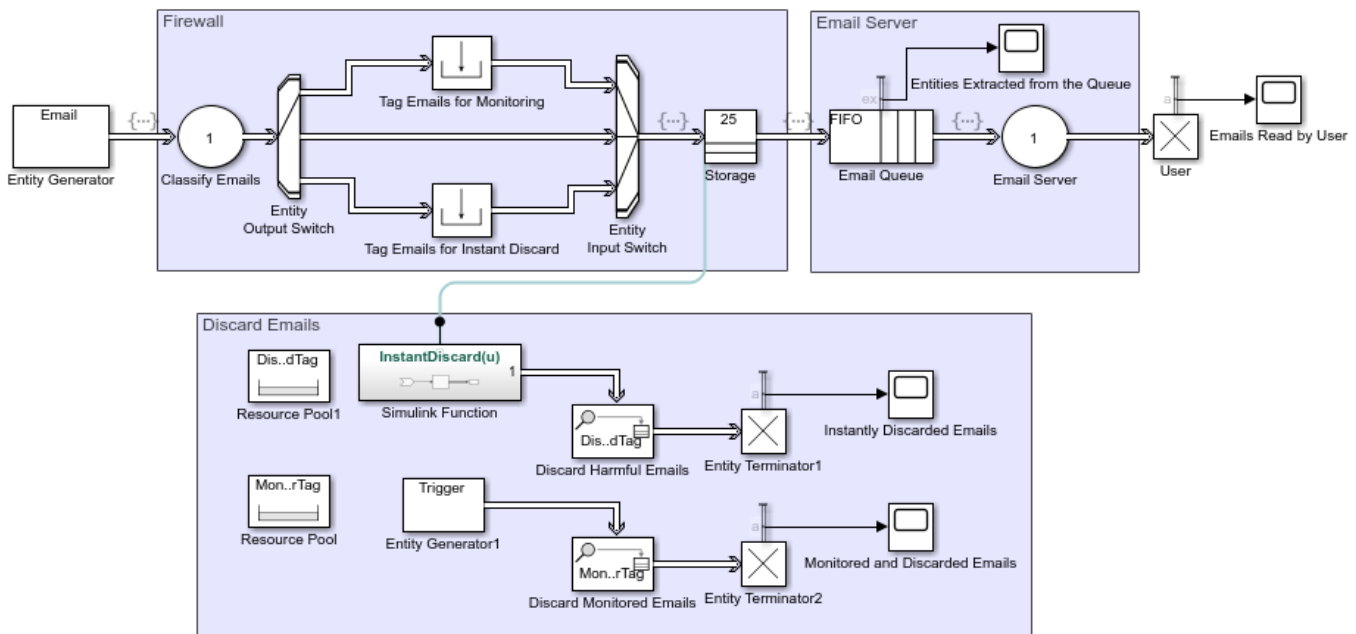 Firewall
Email Server
Tag Emails for Monitoring
Entities Extracted from the Queue
Email
{...}
1
25
{...}
{...}
ex
FIFO
{...}
1
a
Emails Read by User
Entity Generator
Classify Emails
Storage
Email Queue
Email Server
User
Entity
Output Switch
Tag Emails for Instant Discard
Entity
Input Switch
Discard Emails
Dis..dTag
Resource Pool1
InstantDiscard(u)
1
Simulink Function
Dis..dTag
Discard Harmful Emails
a
Entity Terminator1
Instantly Discarded Emails
Mon..rTag
Resource Pool
Trigger
Entity Generator1
Mon..rTag
Discard Monitored Emails
a
Entity Terminator2
Monitored and Discarded Emails